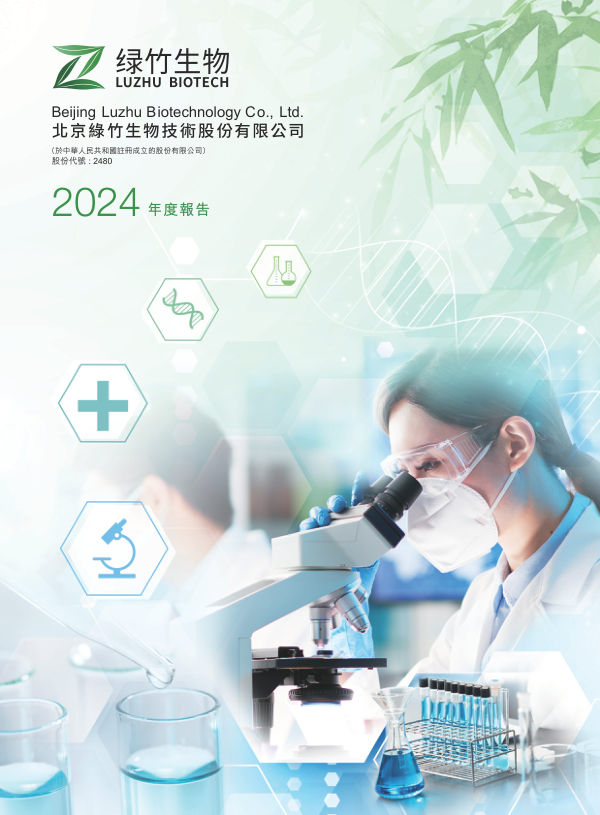 绿竹生物
LUZHU BIOTECH
Beijing Luzhu Biotechnology Co., Ltd.
北京綠竹生物技術股份有限公司
（於中華人民共和國註冊成立的股份有限公司）
股份代號 : 2480
2024 年度報告